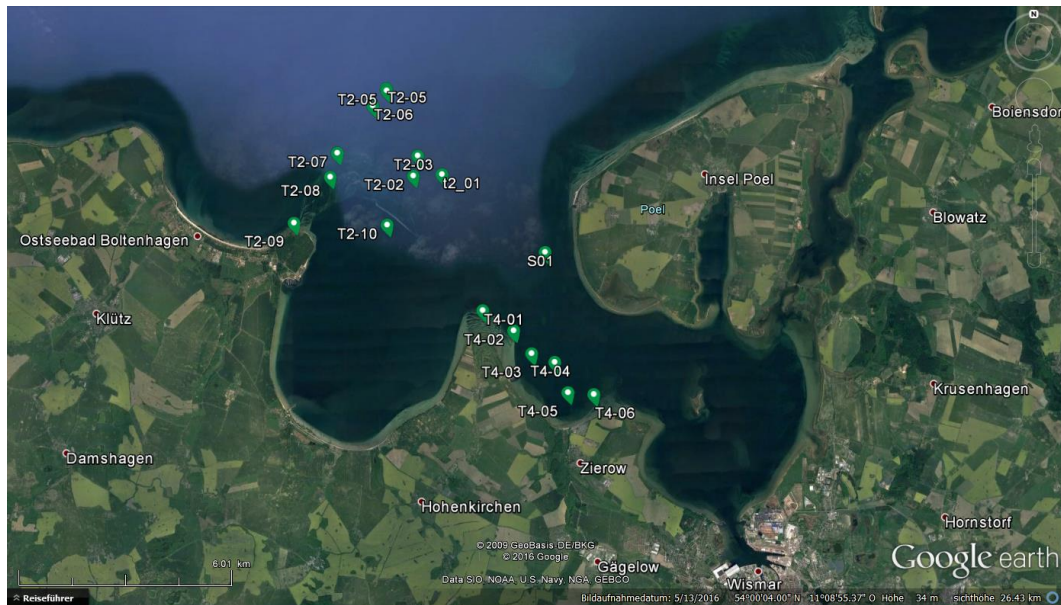 N
T2-05
T2-05
T2-06
Boiensdor
T2-07
T2-03
T2-08
T2-02
t2_01
Insel Poel
Poel
Blowatz
T2-09
T2-10
Ostseebad Boltenhagen
S01
Klütz
T4-01
T4-02
T4-03
T4-04
Krusenhagen
T4-05
T4-06
Damshagen
Zierow
Hohenkirchen
Hornstorf
© 2009 GeoBasis-DE/BKG
© 2016 Google
Google earth
6.01 km
Gägelow
Data SIO, NOAA, U.S. Navy, NGA, GEBCO
Wismar
Reiseführer
Bildaufnahmedatum: 5/13/2016 54°00'04.00" N 11°08'55.37" O Höhe 34 m sichthöhe 26.43 km